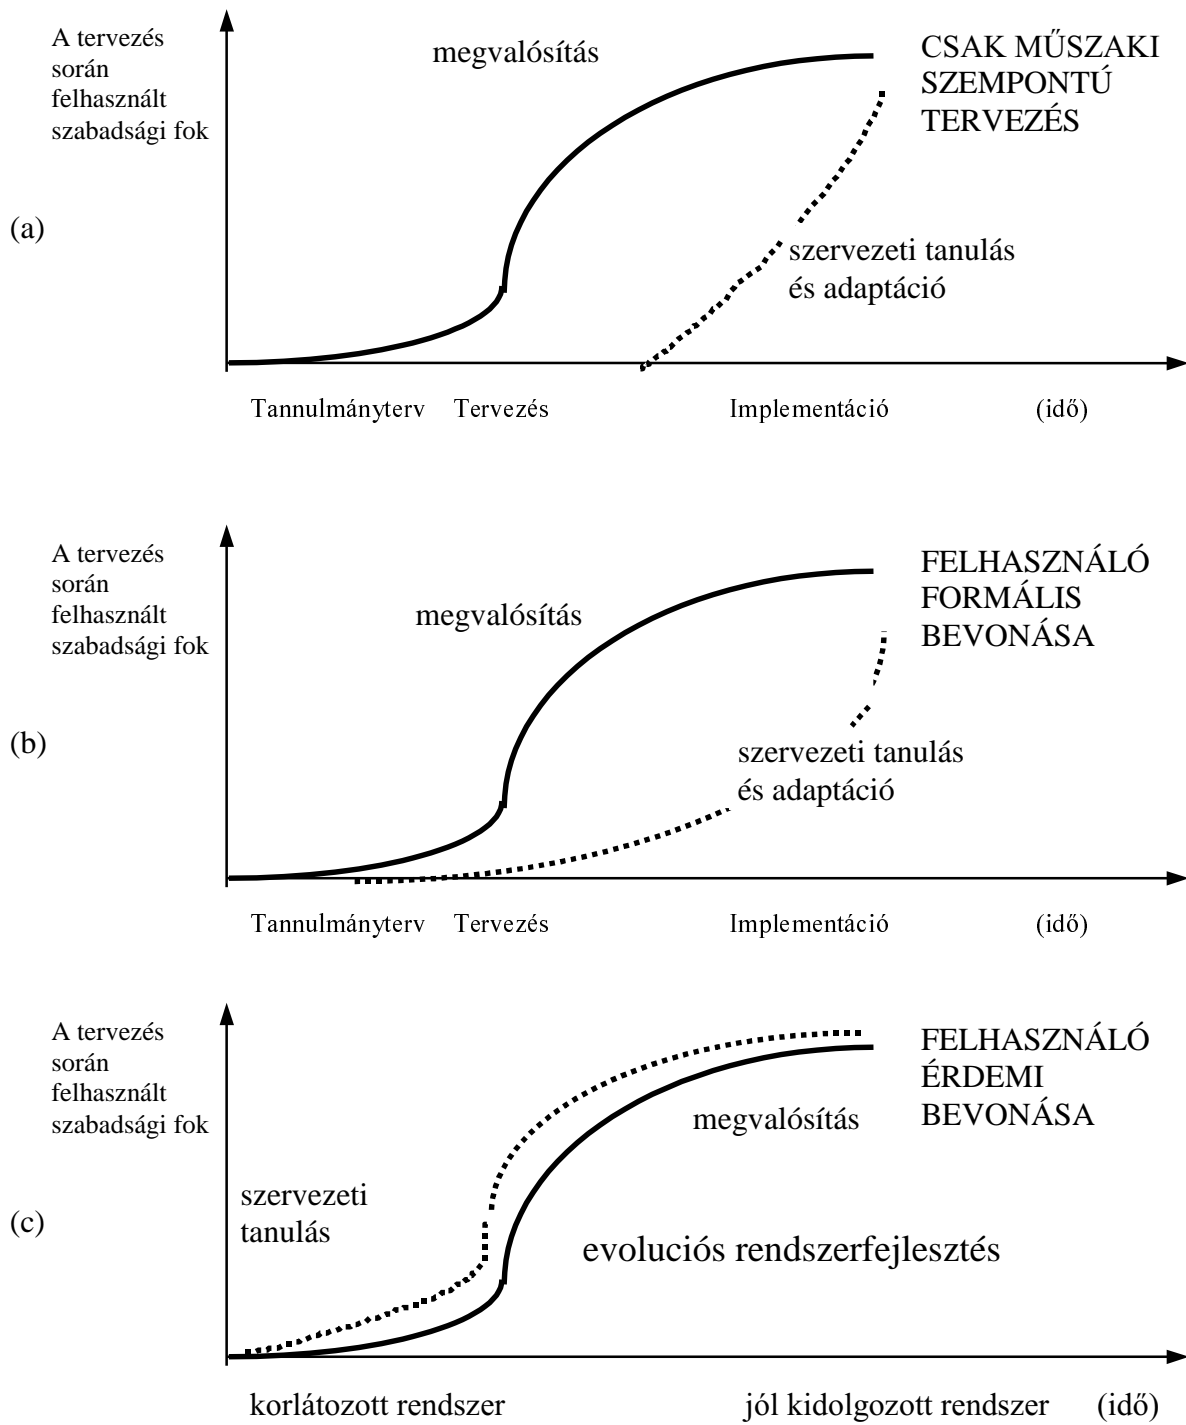 A tervezés
során
felhasznált
szabadsági fok
megvalósítás
CSAK MŰSZAKI
SZEMPONTÚ
TERVEZÉS
(a)
szervezeti tanulás
és adaptáció
Tannulmányterv Tervezés Implementáció (idő)
A tervezés
során
felhasznált
szabadsági fok
megvalósítás
FELHASZNÁLÓ
FORMÁLIS
BEVONÁSA
(b)
szervezeti tanulás
és adaptáció
Tannulmányterv Tervezés Implementáció (idő)
A tervezés
során
felhasznált
szabadsági fok
FELHASZNÁLÓ
ÉRDEMI
BEVONÁSA
megvalósítás
(c)
szervezeti
tanulás
evoluciós rendszerfejlesztés
korlátozott rendszer jól kidolgozott rendszer (idő)